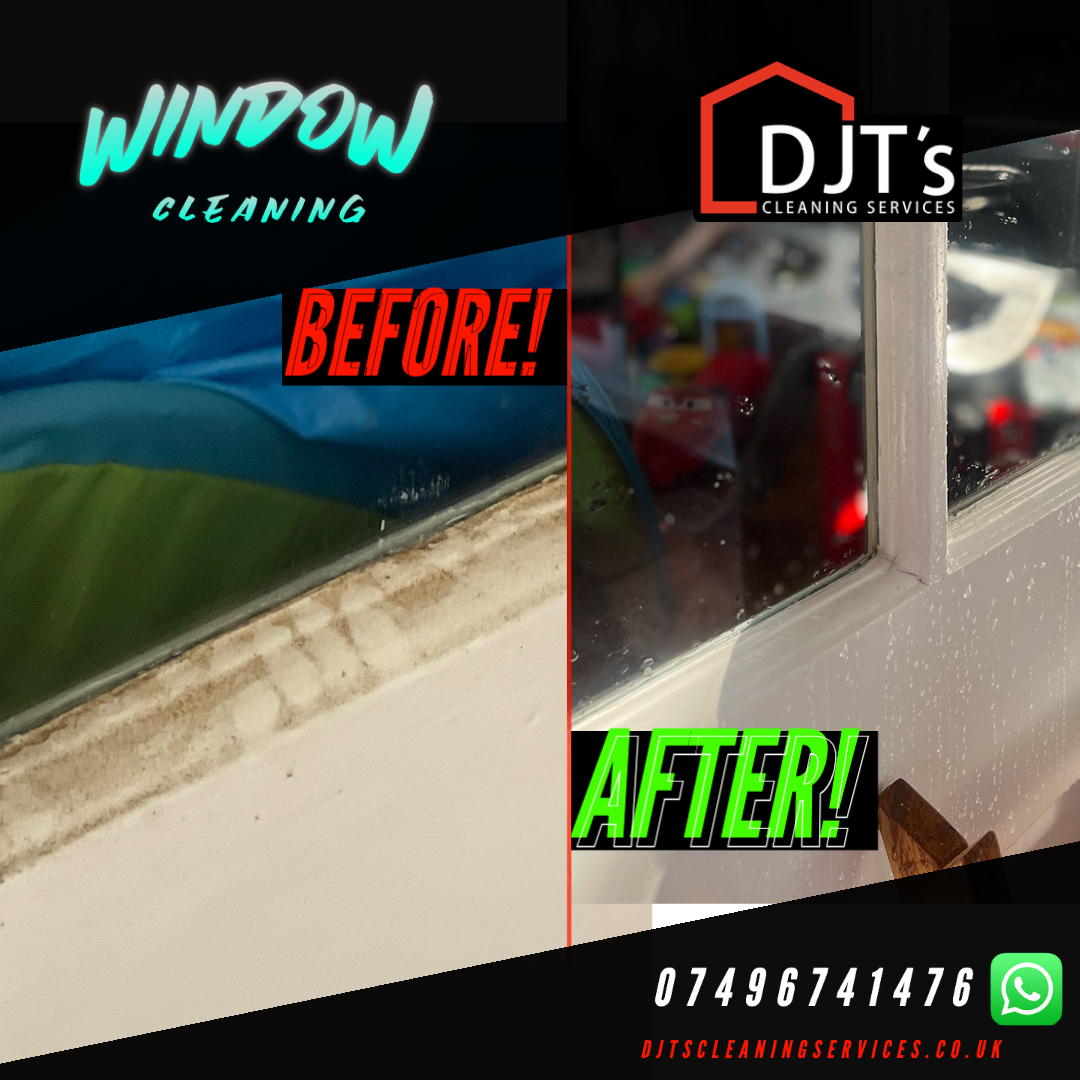 WINDOW
CLEANING
DJT's
CLEANING SERVICES
BEFORE!
AFTER!
07496741476
DJTSCLEANINGSERVICES.CO.UK